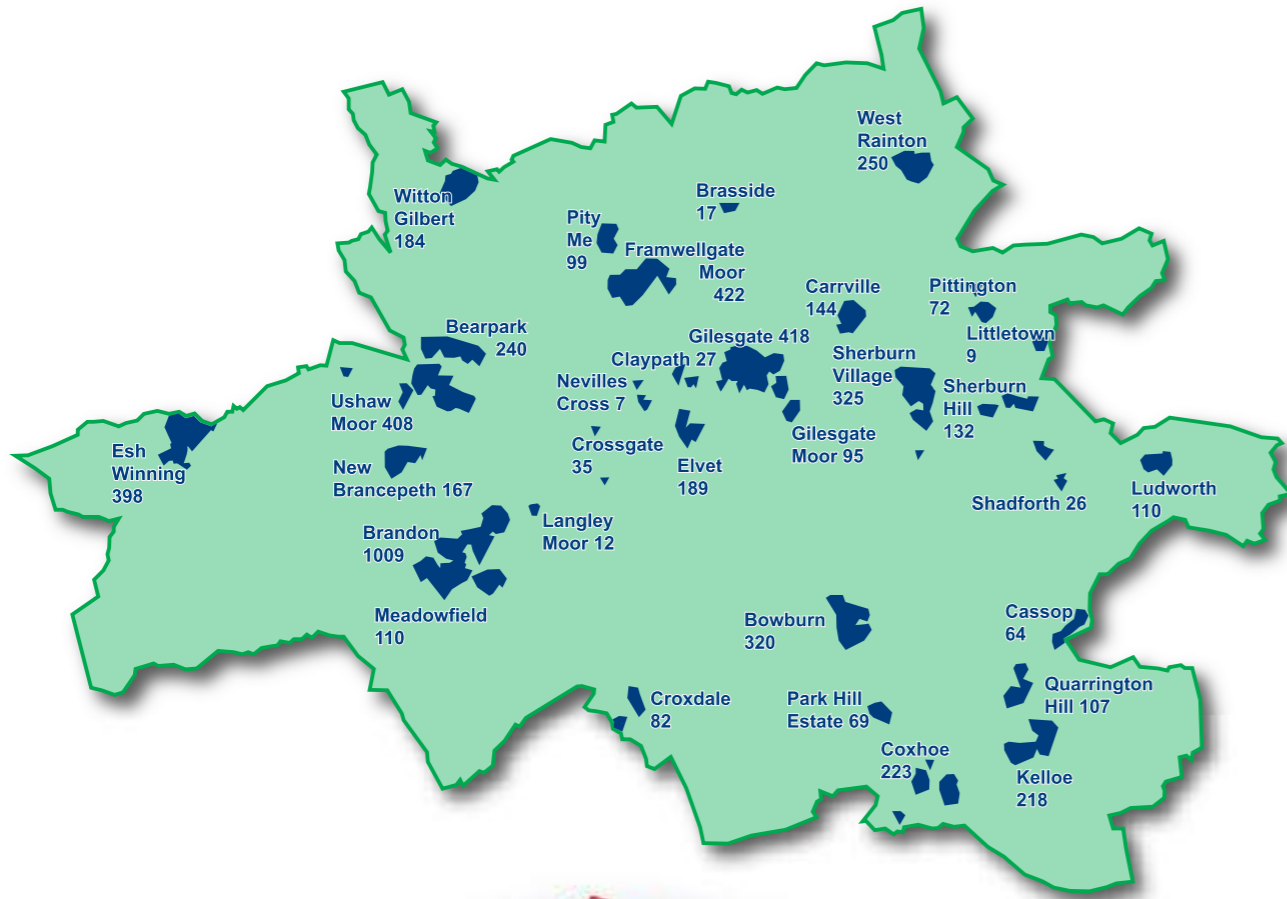 West
Rainton
250
Witton
Gilbert
184
Brasside
17
Pity
Me
99
Framwellgate
Moor
422
Carrville
144
Pittington
72
Littletown
9
Bearpark
240
Gilesgate 418
Claypath 27
Nevilles
Cross 7
Sherburn
Village
325
Sherburn
Hill
132
Ushaw
Moor 408
Esh
Winning
398
Crossgate
35
Gilesgate
Moor 95
Elvet
189
New
Brancepeth 167
Shadforth 26
Ludworth
110
Brandon
1009
Langley
Moor 12
Meadowfield
110
Bowburn
320
Cassop
64
Croxdale
82
Park Hill
Estate 69
Quarrington
Hill 107
Coxhoe
223
Kelloe
218